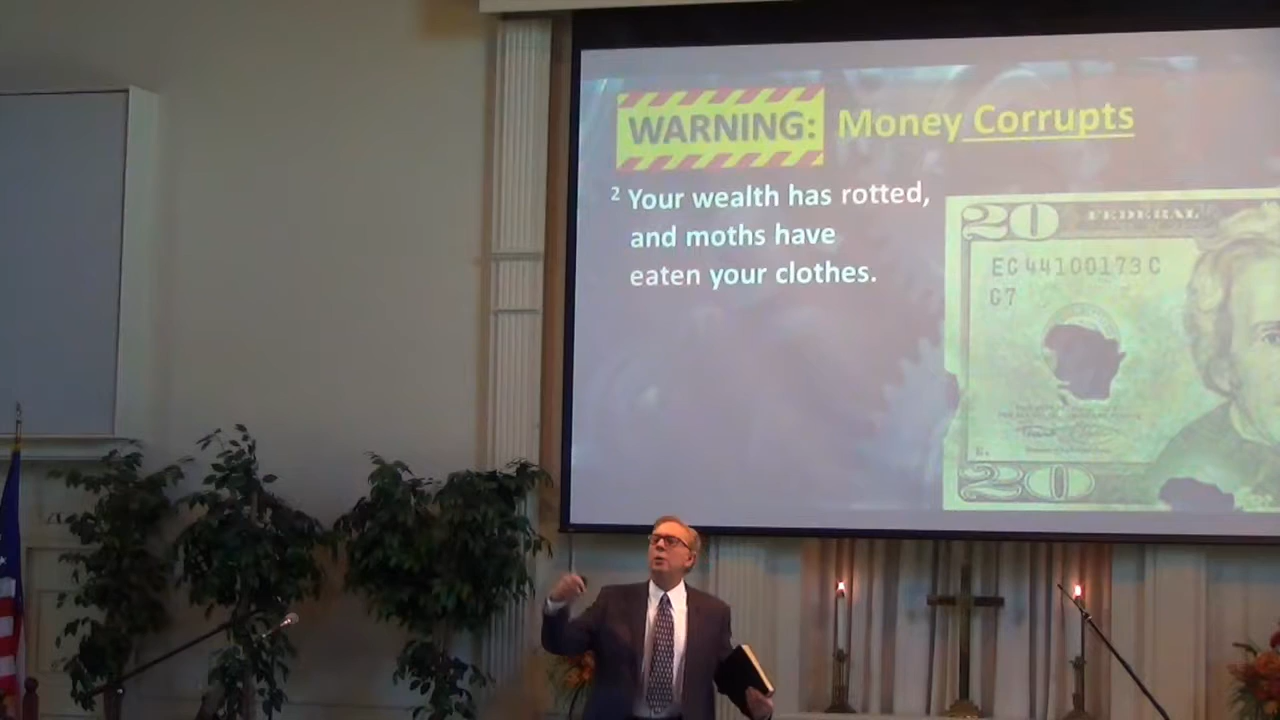 WARNING: Money Corrupts
2 Your wealth has rotted,
and moths have
eaten your clothes.
20 FEDERAL
EG 44100173 C
G7
20